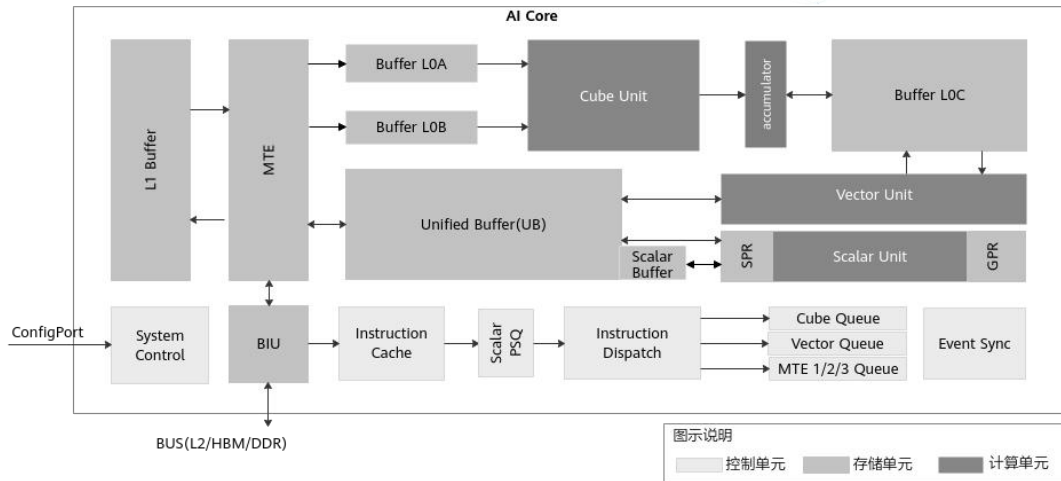 AI Core
Buffer L0A
Buffer L0B
Cube Unit
accumulator
Buffer L0C
L1 Buffer
MTE
Unified Buffer(UB)
Vector Unit
Scalar
Buffer
SPR
Scalar Unit
GPR
ConfigPort
System
Control
BIU
Instruction
Cache
Scalar
PSQ
Instruction
Dispatch
Cube Queue
Vector Queue
MTE 1/2/3 Queue
Event Sync
BUS(L2/HBM/DDR)
图示说明
控制单元
存储单元
计算单元